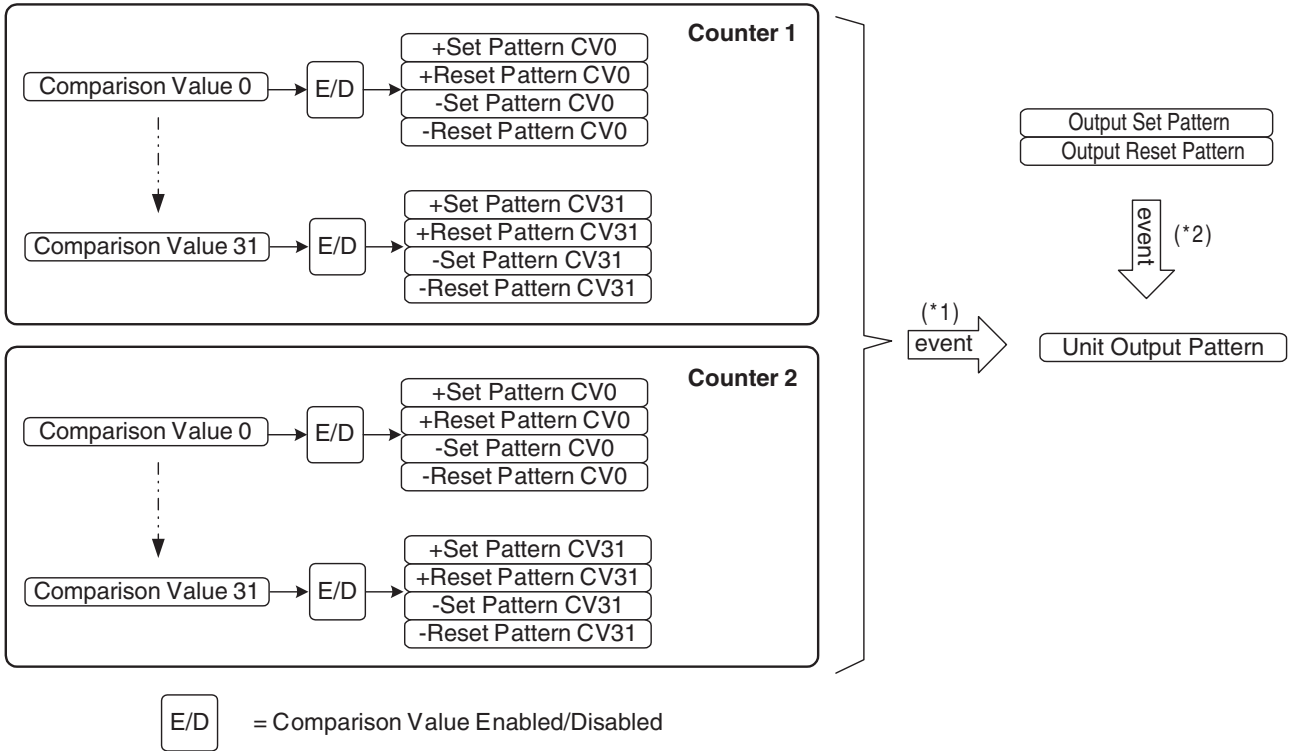 Counter 1
Comparison Value 0
E/D
+Set Pattern CV0
+Reset Pattern CV0
-Set Pattern CV0
-Reset Pattern CV0
Comparison Value 31
E/D
+Set Pattern CV31
+Reset Pattern CV31
-Set Pattern CV31
-Reset Pattern CV31
Counter 2
Comparison Value 0
E/D
+Set Pattern CV0
+Reset Pattern CV0
-Set Pattern CV0
-Reset Pattern CV0
Comparison Value 31
E/D
+Set Pattern CV31
+Reset Pattern CV31
-Set Pattern CV31
-Reset Pattern CV31
(*1)
event
Output Set Pattern
Output Reset Pattern
event
(*2)
Unit Output Pattern
E/D = Comparison Value Enabled/Disabled